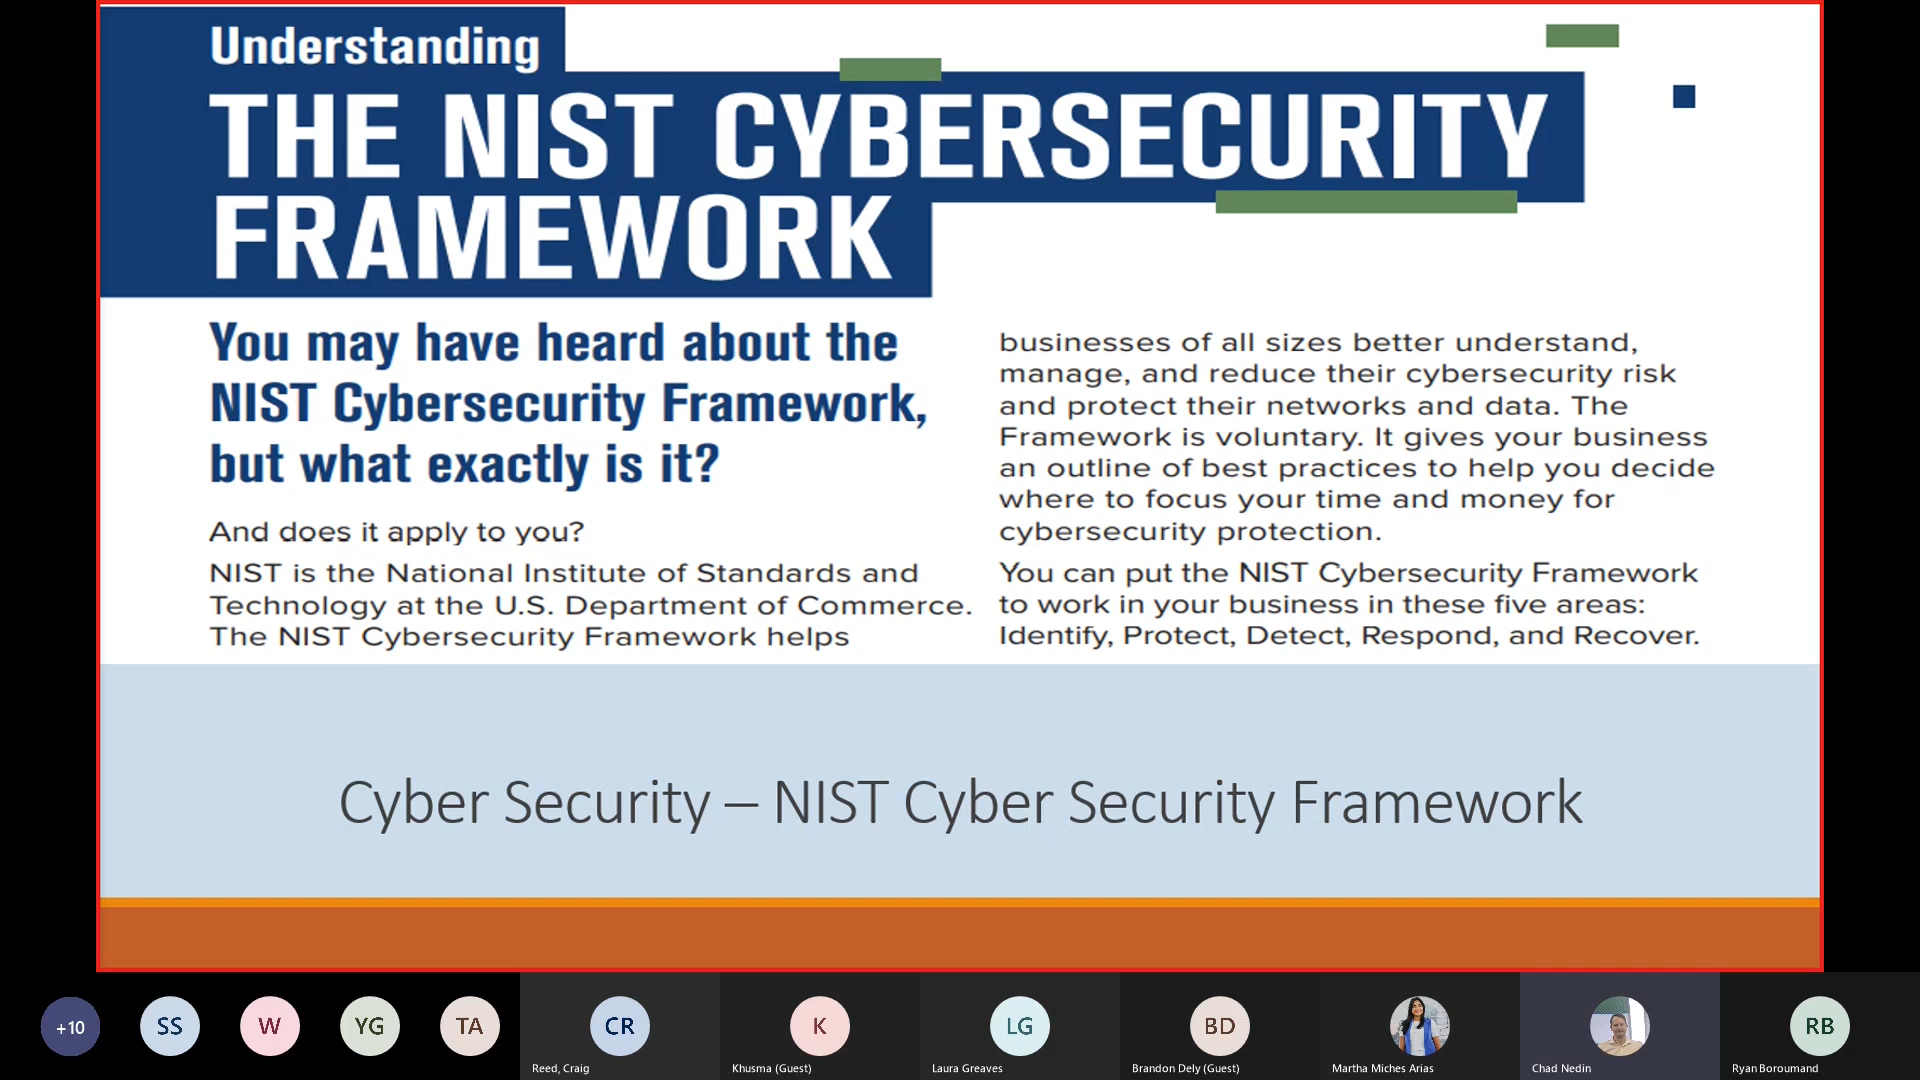 Understanding
THE NIST CYBERSECURITY
FRAMEWORK
You may have heard about the
NIST Cybersecurity Framework,
but what exactly is it?
And does it apply to you?
NIST is the National Institute of Standards and
Technology at the U.S. Department of Commerce.
The NIST Cybersecurity Framework helps
businesses of all sizes better understand,
manage, and reduce their cybersecurity risk
and protect their networks and data. The
Framework is voluntary. It gives your business
an outline of best practices to help you decide
where to focus your time and money for
cybersecurity protection.
You can put the NIST Cybersecurity Framework
to work in your business in these five areas:
Identify, Protect, Detect, Respond, and Recover.
Cyber Security – NIST Cyber Security Framework
+10
SS
W
YG
TA
CR
K
LG
BD
RB
Reed, Craig
Khusma (Guest)
Laura Greaves
Brandon Dely (Guest)
Martha Miches Arias
Chad Nedin
Ryan Boroumand